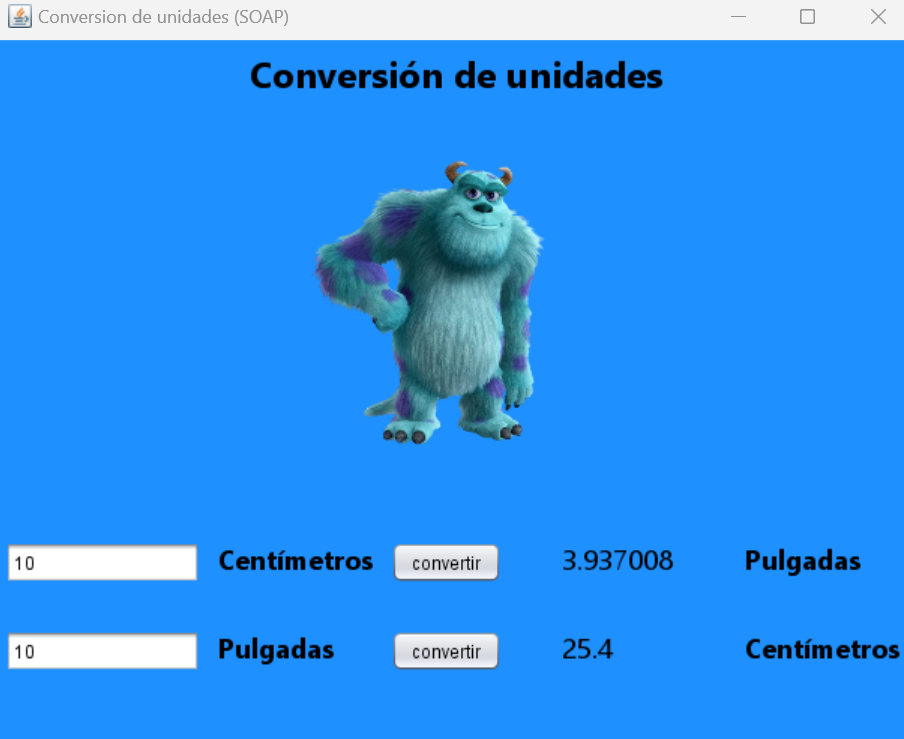 Conversion de unidades (SOAP)
Conversión de unidades
10 Centímetros convertir 3.937008 Pulgadas
10 Pulgadas convertir 25.4 Centímetros